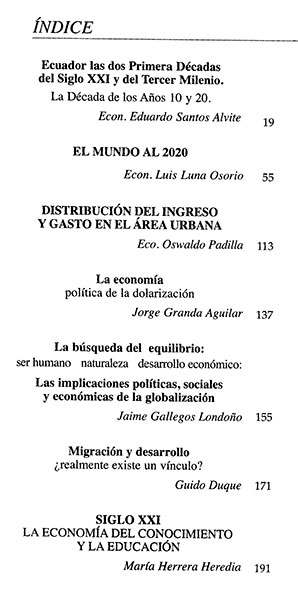 ÍNDICE
Ecuador las dos Primera Décadas
del Siglo XXI y del Tercer Milenio.
La Década de los Años 10 y 20.
Econ. Eduardo Santos Alvite 19
EL MUNDO AL 2020
Econ. Luis Luna Osorio 55
DISTRIBUCIÓN DEL INGRESO
Y GASTO EN EL ÁREA URBANA
Eco. Oswaldo Padilla 113
La economía
política de la dolarización
Jorge Granda Aguilar 137
La búsqueda del equilibrio:
ser humano naturaleza desarrollo económico:
Las implicaciones políticas, sociales
y económicas de la globalización
Jaime Gallegos Londoño 155
Migración y desarrollo
¿realmente existe un vínculo?
Guido Duque 171
SIGLO XXI
LA ECONOMÍA DEL CONOCIMIENTO
Y LA EDUCACIÓN
María Herrera Heredia 191